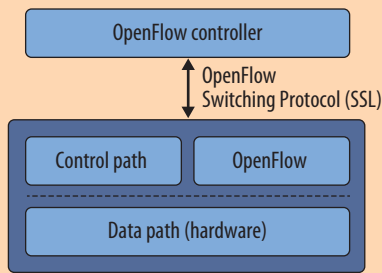 OpenFlow controller
OpenFlow
Switching Protocol (SSL)
Control path
OpenFlow
Data path (hardware)